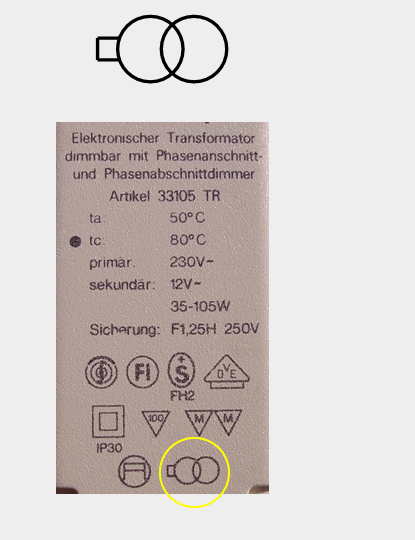 Elektronischer Transformator
dimmbar mit Phasenanschnitt-
und Phasenabschnittdimmer
Artikel 33105 TR
ta: 50°C
tc: 80°C
primär: 230V~
sekundär: 12V~
35-105W
Sicherung: F1,25H 250V
FI +S DVE
FH2
100 M M
IP30